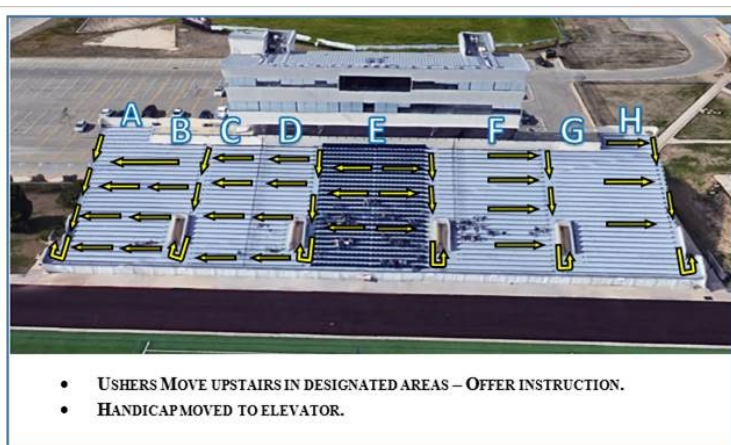 A B C D E F G H
• USHERS MOVE UPSTAIRS IN DESIGNATED AREAS – OFFER INSTRUCTION.
• HANDICAP MOVED TO ELEVATOR.